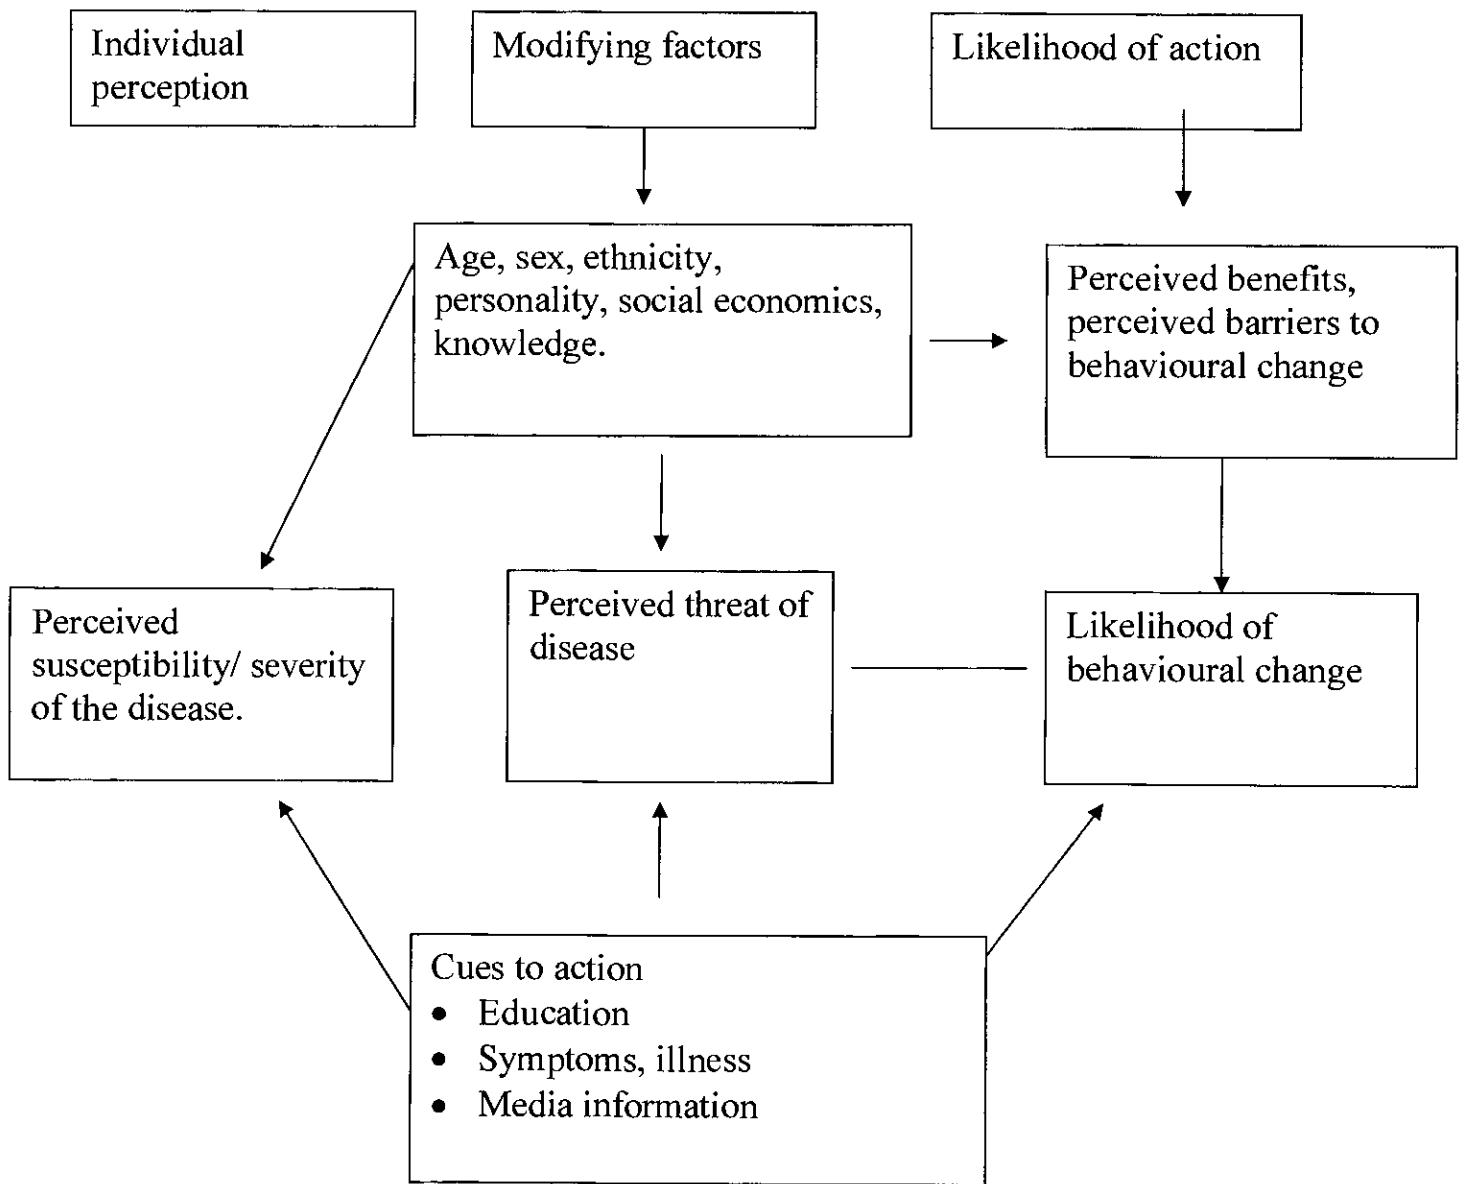 Individual
perception
Modifying factors
Likelihood of action
Age, sex, ethnicity,
personality, social economics,
knowledge.
Perceived benefits,
perceived barriers to
behavioural change
Perceived
susceptibility/ severity
of the disease.
Perceived threat of
disease
Likelihood of
behavioural change
Cues to action
• Education
• Symptoms, illness
• Media information